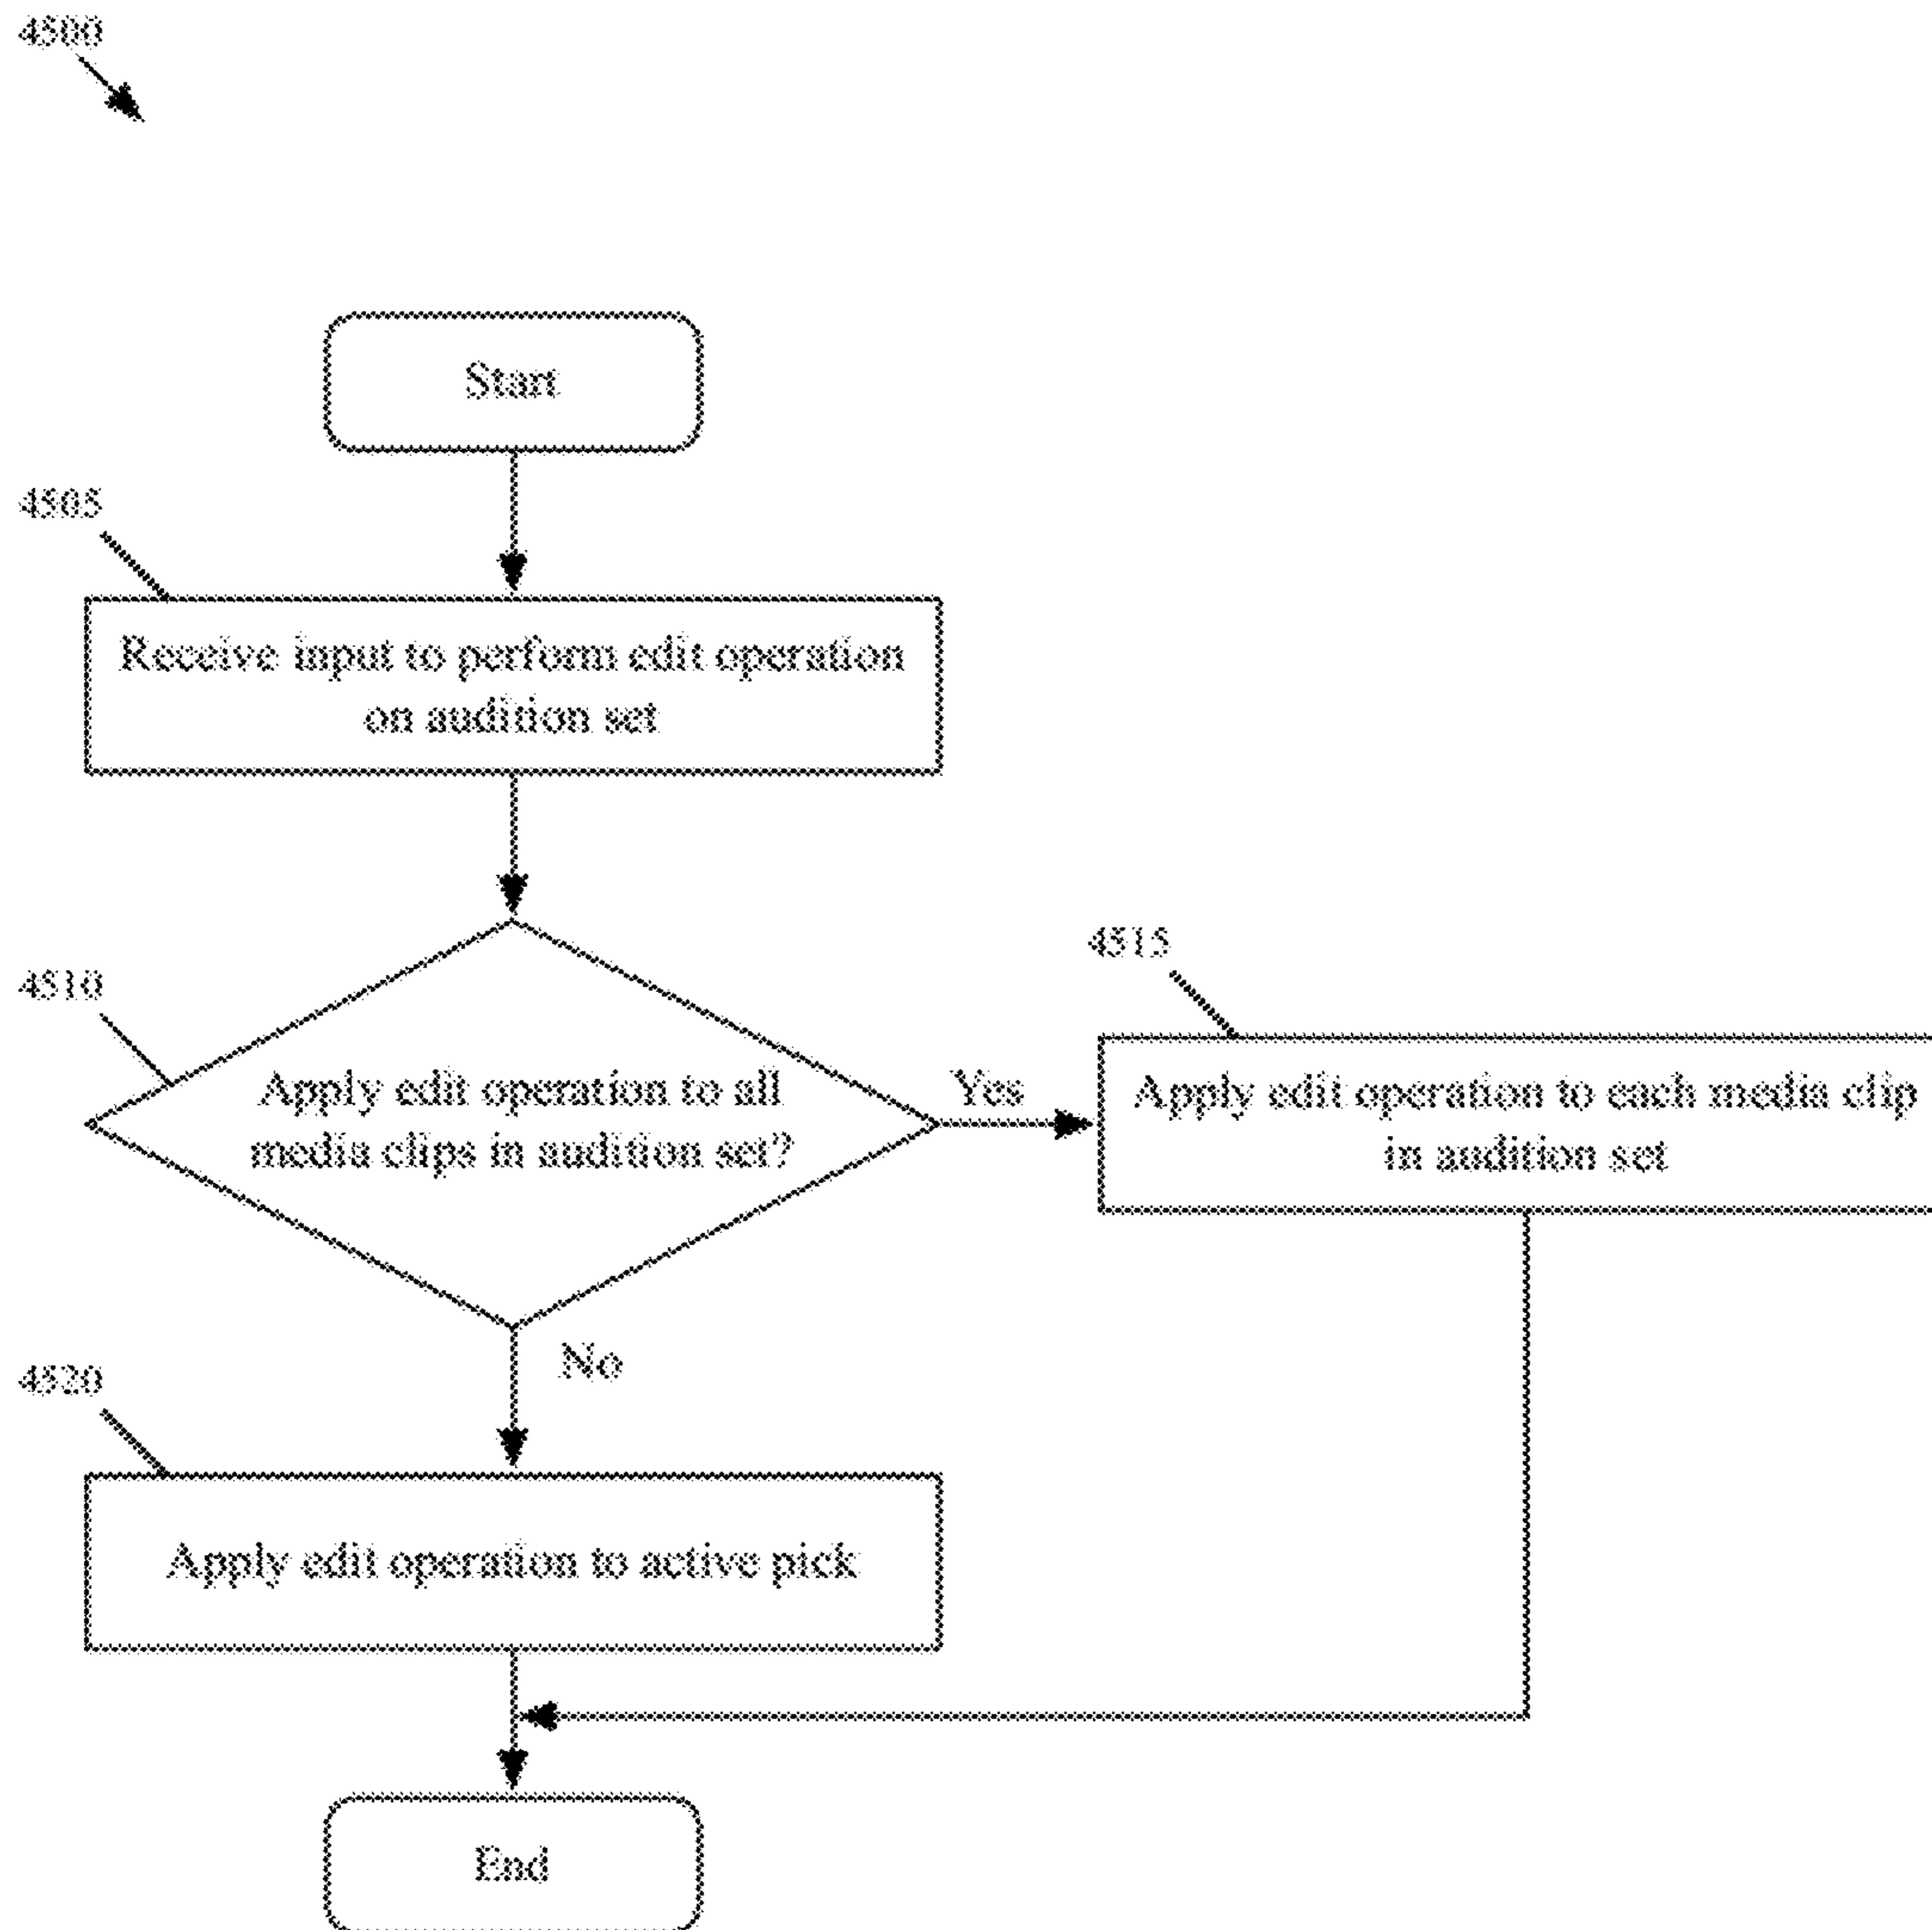 4500
Start
4505
Receive input to perform edit operation
on audition set
4510
Apply edit operation to all
media clips in audition set?
Yes
4515
Apply edit operation to each media clip
in audition set
No
4520
Apply edit operation to active pick
End